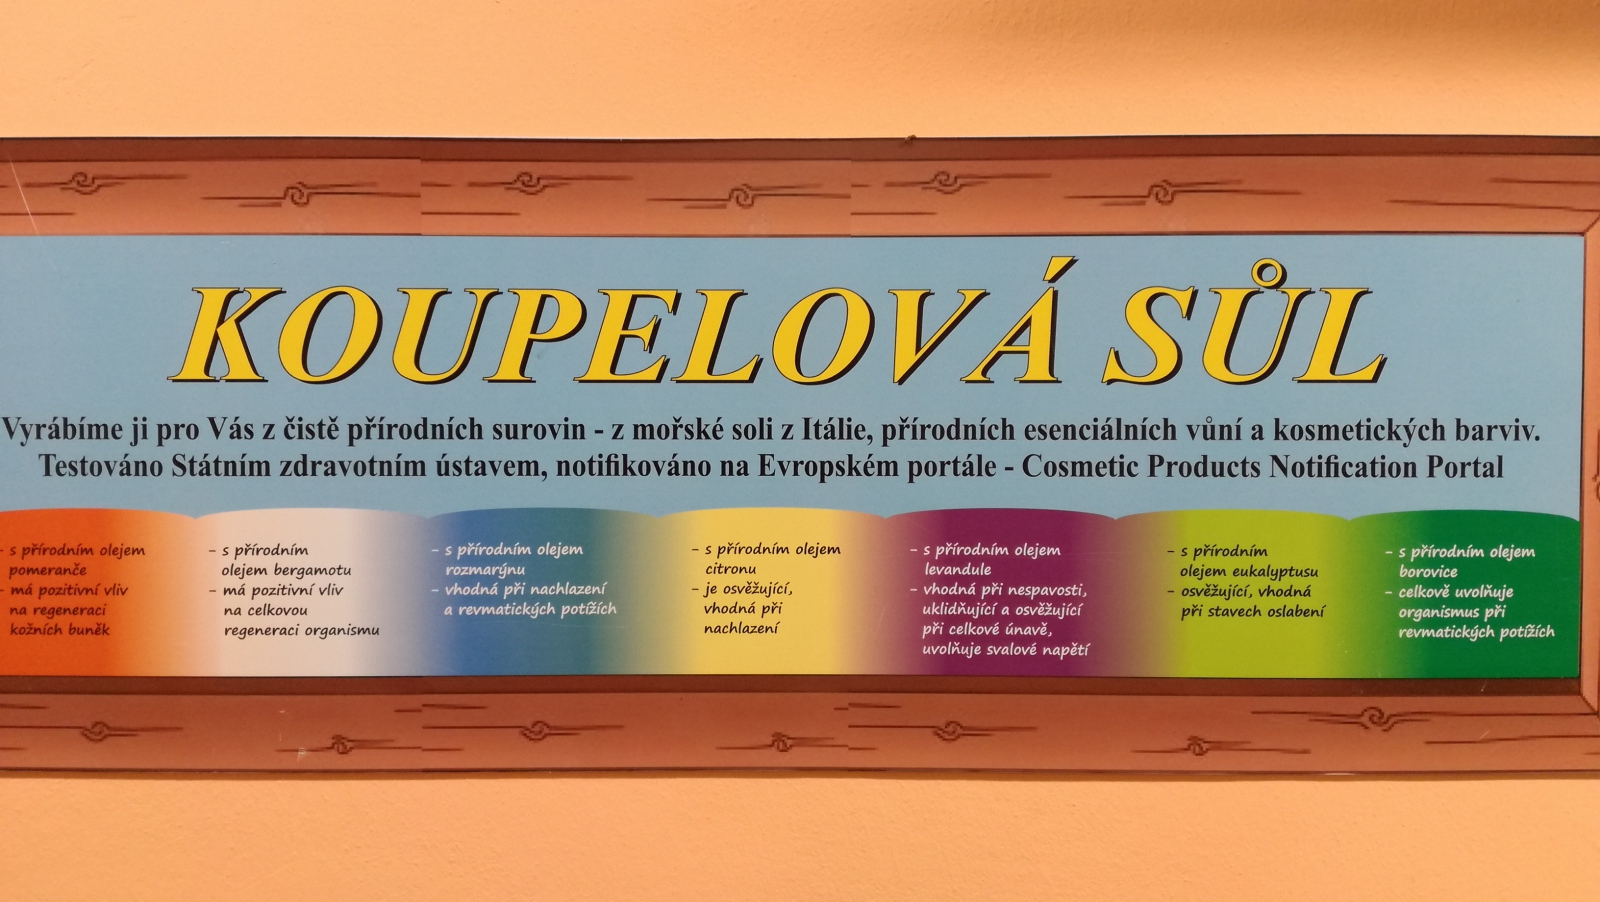 KOUPELOVÁ SŮL
Vyrábíme ji pro Vás z čistě přírodních surovin - z mořské soli z Itálie, přírodních esenciálních vůní a kosmetických barviv.
Testováno Státním zdravotním ústavem, notifikováno na Evropském portále - Cosmetic Products Notification Portal
- s přírodním olejem
pomeranče
- má pozitivní vliv
na regeneraci
kožních buněk
- s přírodním
olejem bergamotu
- má pozitivní vliv
na celkovou
regeneraci organismu
- s přírodním olejem
rozmarýnu
- vhodná při nachlazení
a revmatických potížích
- s přírodním olejem
citronu
- je osvěžující,
vhodná při
nachlazení
- s přírodním olejem
levandule
- vhodná při nespavosti,
uklidňující a osvěžující
při celkové únavě,
uvolňuje svalové napětí
- s přírodním
olejem eukalyptusu
- osvěžující, vhodná
při stavech oslabení
- s přírodním olejem
borovice
- celkově uvolňuje
organismus při
revmatických potížích